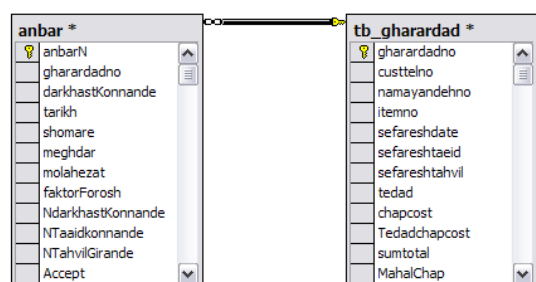 anbar *
anbarN
gharardadno
darkhastKonnande
tarikh
shomare
meghdar
molahezat
faktorForosh
NdarkhastKonnande
NTaaidkonnande
NTahvilGirande
Accept
tb_gharardad *
gharardadno
custtelno
namayandehno
itemno
sefareshdate
sefareshtaeid
sefareshtahvil
tedad
chapcost
Tedadchapcost
sumtotal
MahalChap